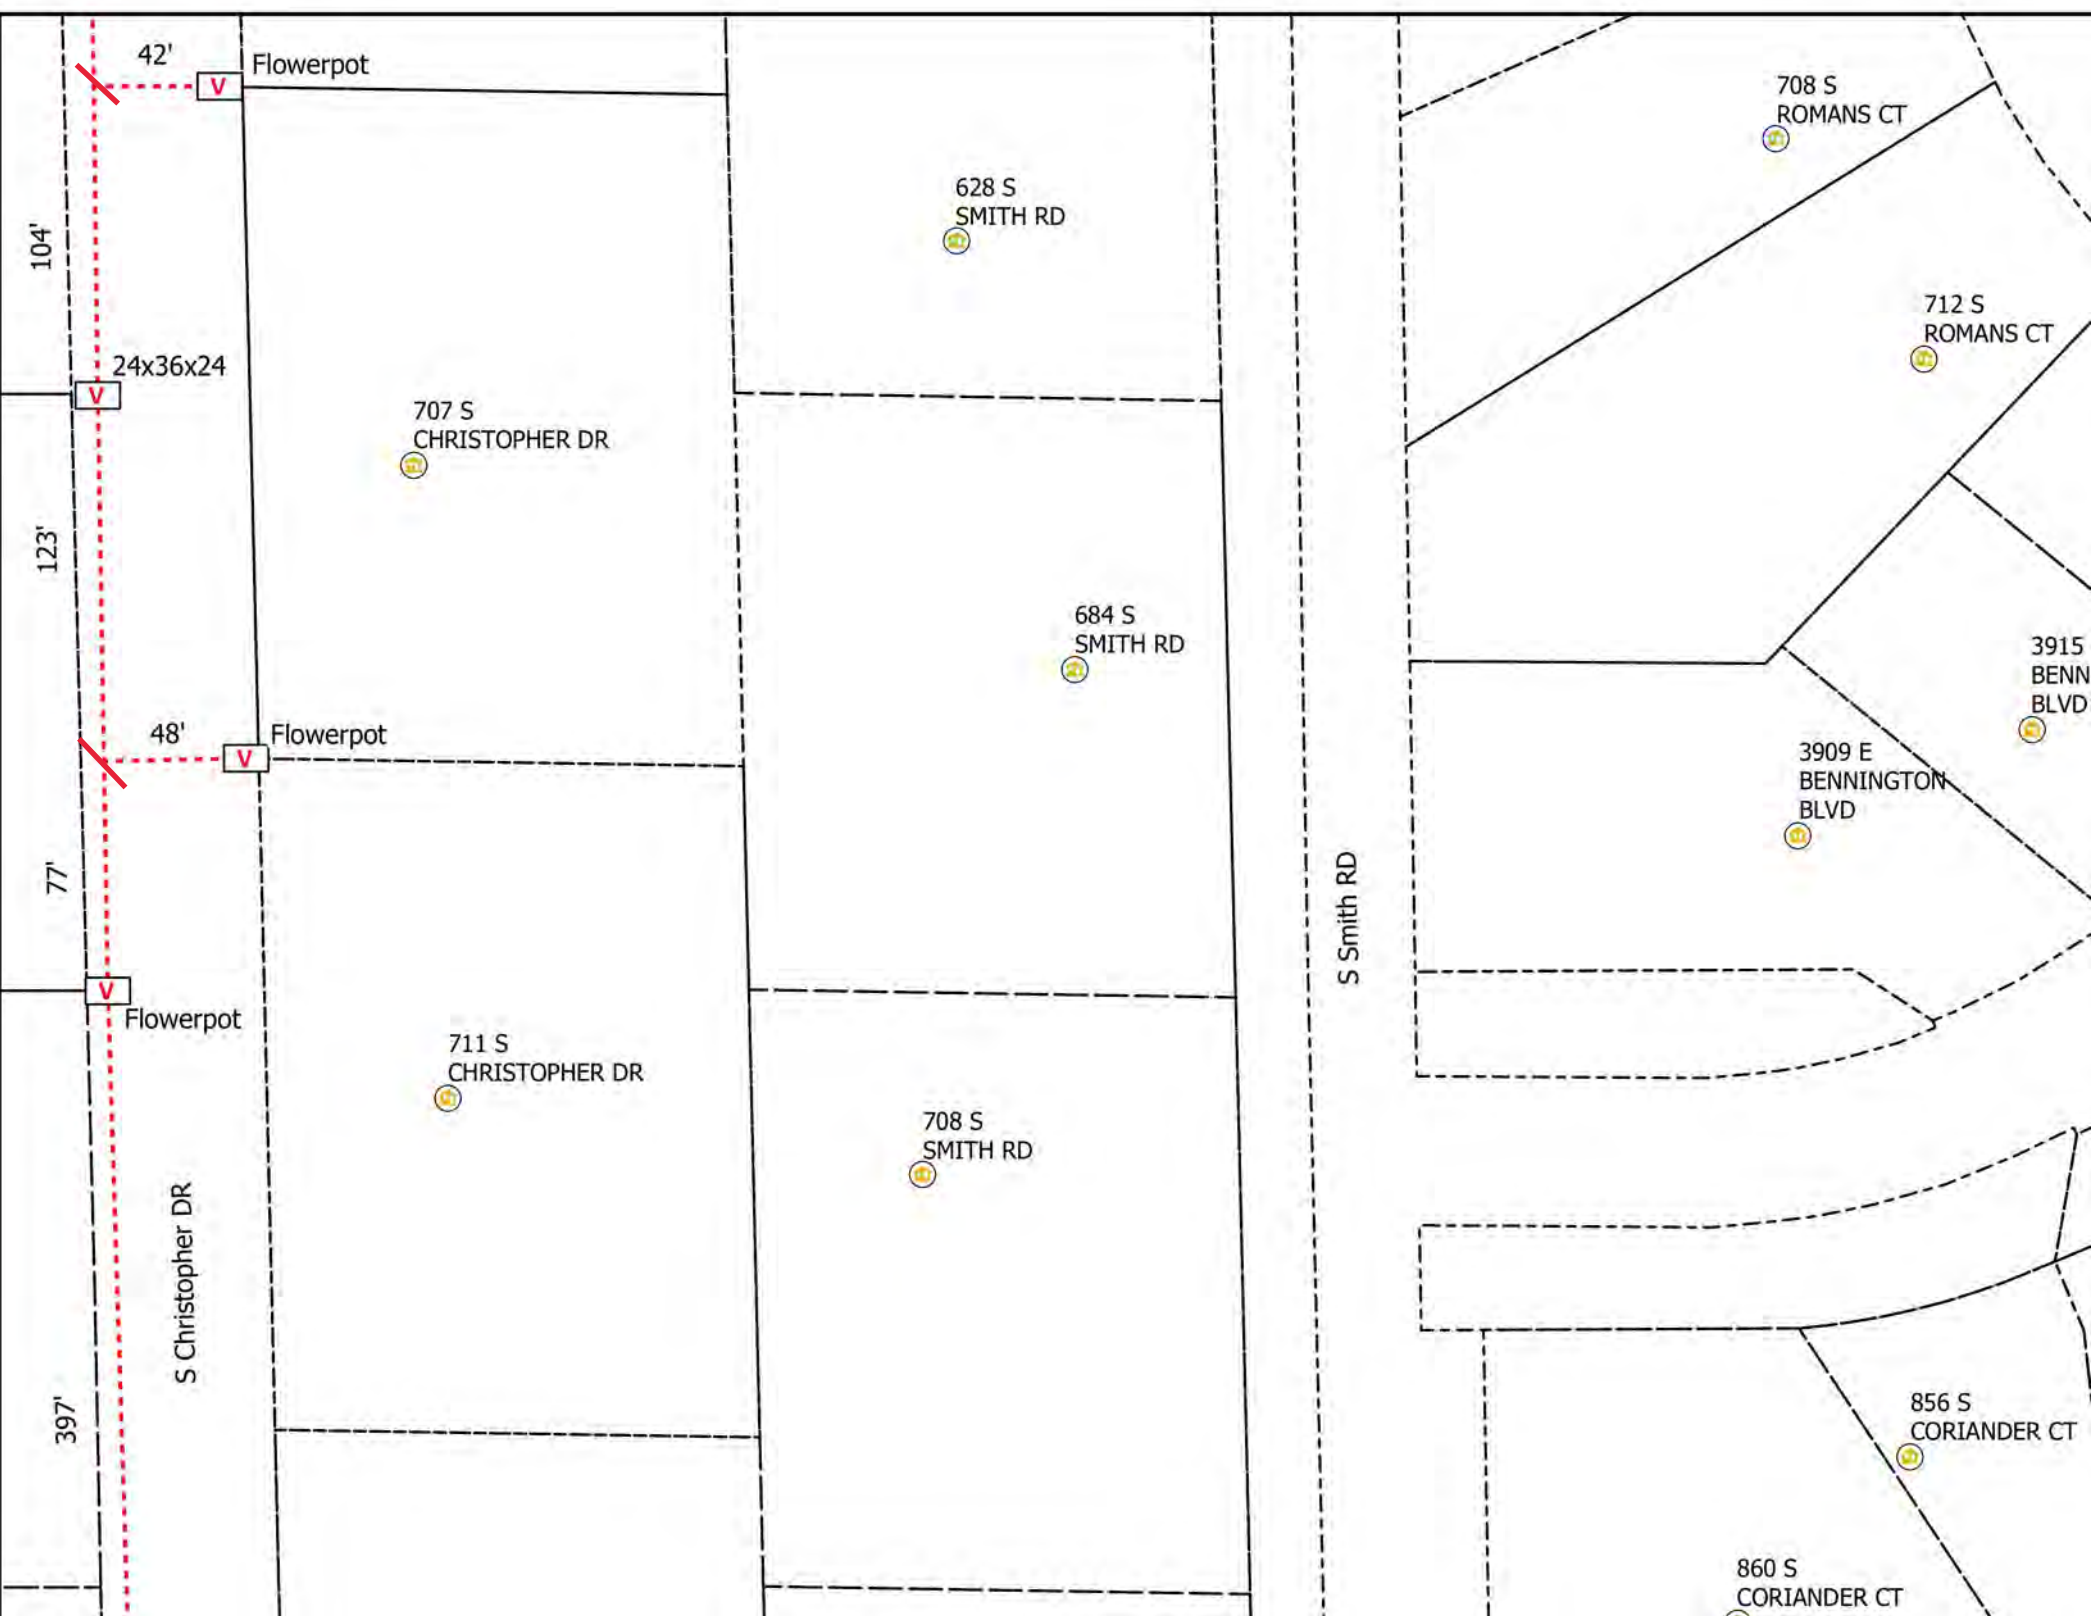 42'
Flowerpot
V
708 S
ROMANS CT
628 S
SMITH RD
104'
712 S
ROMANS CT
24x36x24
V
707 S
CHRISTOPHER DR
123'
684 S
SMITH RD
3915
BENN
BLVD
48'
Flowerpot
V
3909 E
BENNINGTON
BLVD
77'
S Smith RD
V
Flowerpot
711 S
CHRISTOPHER DR
708 S
SMITH RD
S Christopher DR
397'
856 S
CORIANDER CT
860 S
CORIANDER CT